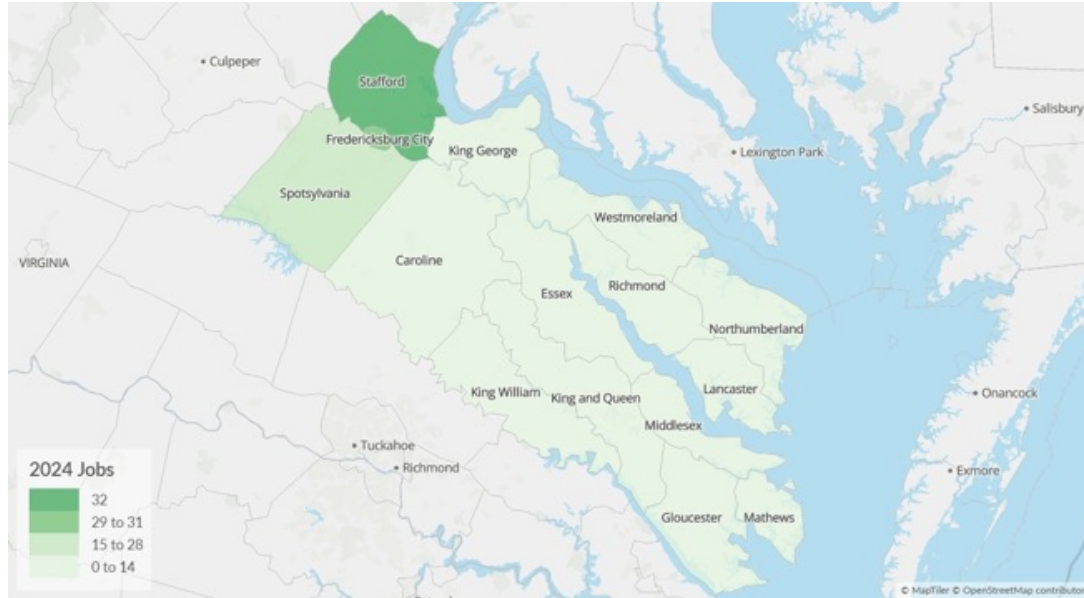 Culpeper
Stafford
Salisbury
Fredericksburg City
King George
Lexington Park
Spotsylvania
Westmoreland
VIRGINIA
Caroline
Richmond
Essex
Northumberland
King William
King and Queen
Lancaster
Onancock
Middlesex
Tuckahoe
Richmond
Exmore
2024 Jobs
32
29 to 31
15 to 28
0 to 14
Gloucester
Mathews
© MapTiler © OpenStreetMap contributor